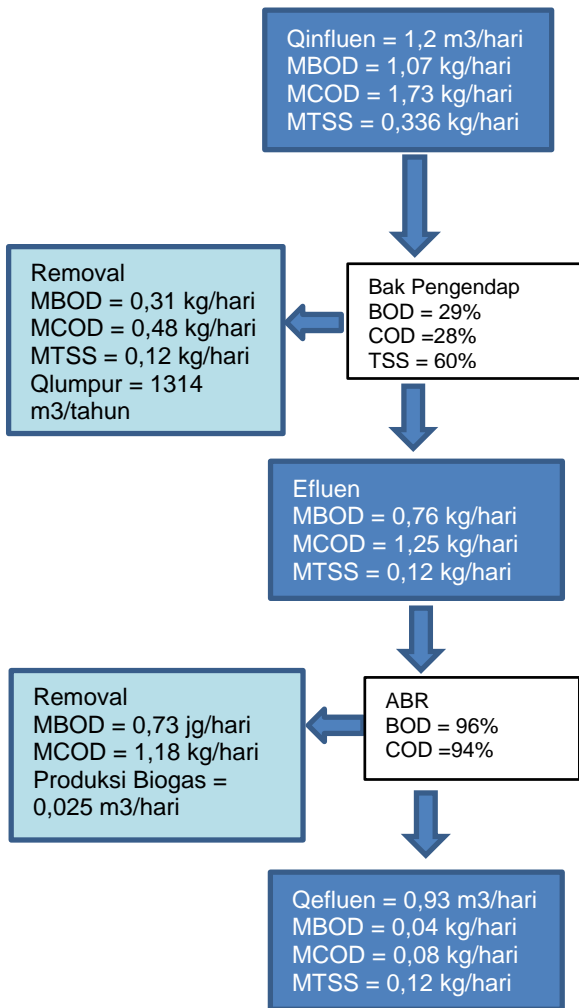 Qinfluen = 1,2 m3/hari
MBOD = 1,07 kg/hari
MCOD = 1,73 kg/hari
MTSS = 0,336 kg/hari
Removal
MBOD = 0,31 kg/hari
MCOD = 0,48 kg/hari
MTSS = 0,12 kg/hari
Qlumpur = 1314
m3/tahun
Bak Pengendap
BOD = 29%
COD =28%
TSS = 60%
Efluen
MBOD = 0,76 kg/hari
MCOD = 1,25 kg/hari
MTSS = 0,12 kg/hari
Removal
MBOD = 0,73 jg/hari
MCOD = 1,18 kg/hari
Produksi Biogas =
0,025 m3/hari
ABR
BOD = 96%
COD =94%
Qefluen = 0,93 m3/hari
MBOD = 0,04 kg/hari
MCOD = 0,08 kg/hari
MTSS = 0,12 kg/hari